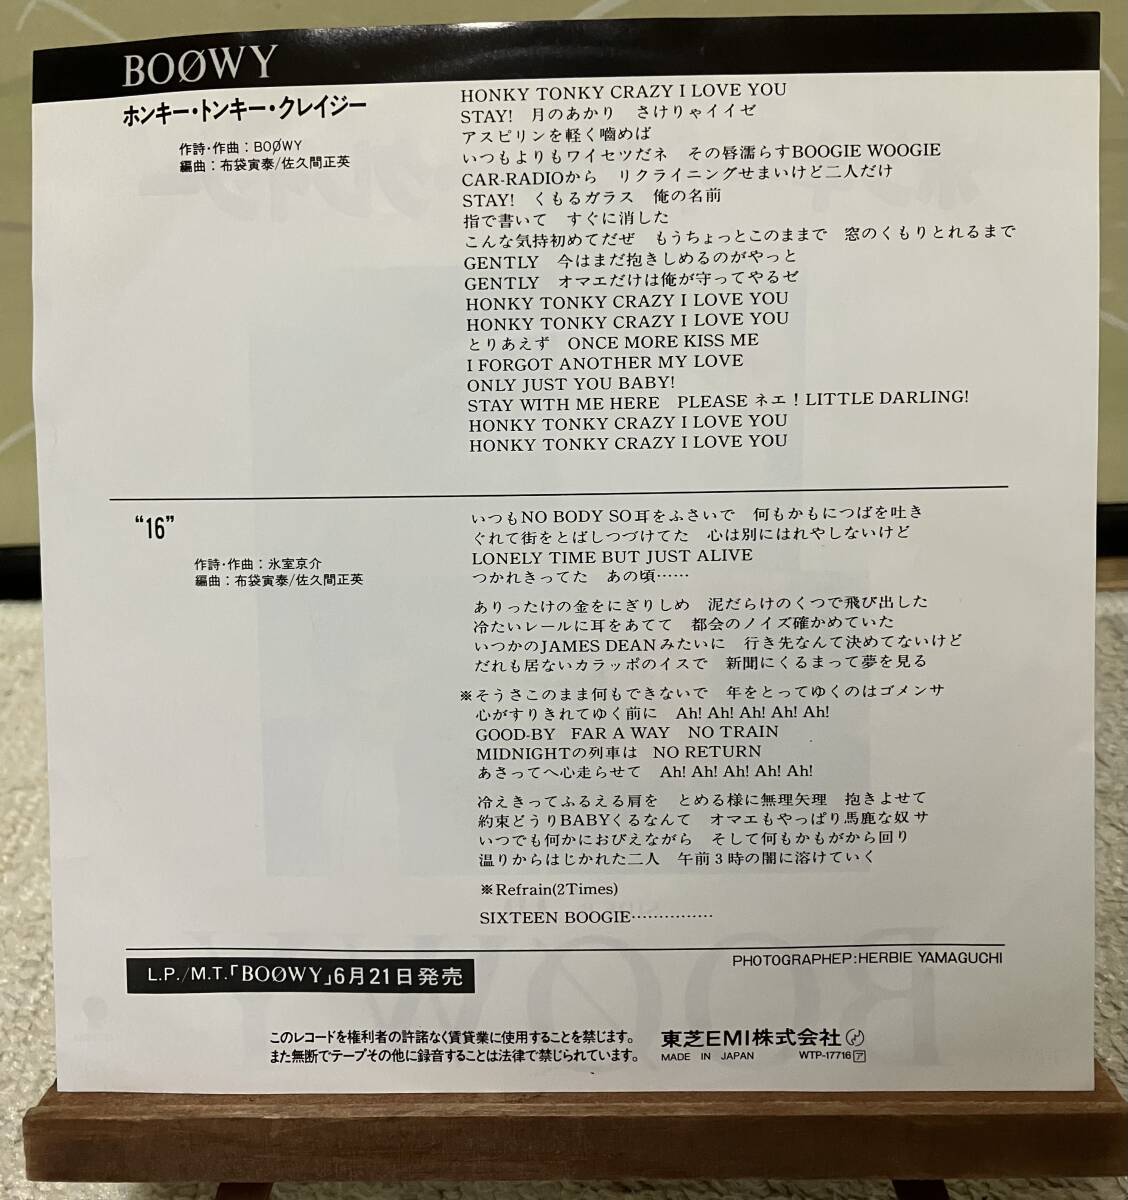 BOØWY
ホンキー・トンキー・クレイジー
作詩・作曲：BOØWY
編曲：布袋寅泰/佐久間正英
HONKY TONKY CRAZY I LOVE YOU
STAY!　月のあかり　さけりゃイイゼ
アスピリンを軽く噛めば
いつもよりもワイセツだネ　その唇濡らすBOOGIE WOOGIE
CAR-RADIOから　リクライニングせまいけど二人だけ
STAY!　くもるガラス　俺の名前
指で書いて　すぐに消した
こんな気持初めてだぜ　もうちょっとこのままで　窓のくもりとれるまで
GENTLY　今はまだ抱きしめるのがやっと
GENTLY　オマエだけは俺が守ってやるゼ
HONKY TONKY CRAZY I LOVE YOU
HONKY TONKY CRAZY I LOVE YOU
とりあえず　ONCE MORE KISS ME
I FORGOT ANOTHER MY LOVE
ONLY JUST YOU BABY!
STAY WITH ME HERE　PLEASE ネエ！LITTLE DARLING!
HONKY TONKY CRAZY I LOVE YOU
HONKY TONKY CRAZY I LOVE YOU
“16”
作詩・作曲：氷室京介
編曲：布袋寅泰/佐久間正英
いつもNO BODY SO耳をふさいで　何もかもにつばを吐き
ぐれて街をとばしつづけてた　心は別にはれやしないけど
LONELY TIME BUT JUST ALIVE
つかれきってた　あの頃……
ありったけの金をにぎりしめ　泥だらけのくつで飛び出した
冷たいレールに耳をあてて　都会のノイズ確かめていた
いつかのJAMES DEANみたいに　行き先なんて決めてないけど
だれも居ないカラッポのイスで　新聞にくるまって夢を見る
※そうさこのまま何もできないで　年をとってゆくのはゴメンサ
心がすりきれてゆく前に　Ah! Ah! Ah! Ah! Ah!
GOOD-BY　FAR A WAY　NO TRAIN
MIDNIGHTの列車は　NO RETURN
あさってへ心走らせて　Ah! Ah! Ah! Ah! Ah!
冷えきってふるえる肩を　とめる様に無理矢理　抱きよせて
約束どうりBABYくるなんて　オマエもやっぱり馬鹿な奴サ
いつでも何かにおびえながら　そして何もかもがから回り
温りからはじかれた二人　午前３時の闇に溶けていく
※Refrain(2Times)
SIXTEEN BOOGIE……………
PHOTOGRAPHEP:HERBIE YAMAGUCHI
L.P./M.T.「BOØWY」6月21日発売
このレコードを権利者の許諾なく賃貸業に使用することを禁じます。
また無断でテープその他に録音することは法律で禁じられています。
東芝EMI株式会社
MADE IN JAPAN　WTP-17716 ア